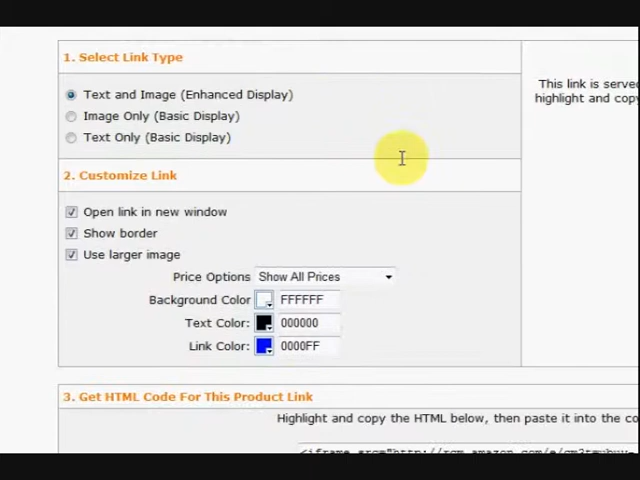 1. Select Link Type
Text and Image (Enhanced Display)
Image Only (Basic Display)
Text Only (Basic Display)
This link is serve
highlight and cop
2. Customize Link
Open link in new window
Show border
Use larger image
Price Options Show All Prices
Background Color FFFFFF
Text Color: 000000
Link Color: 0000FF
3. Get HTML Code For This Product Link
Highlight and copy the HTML below, then paste it into the co